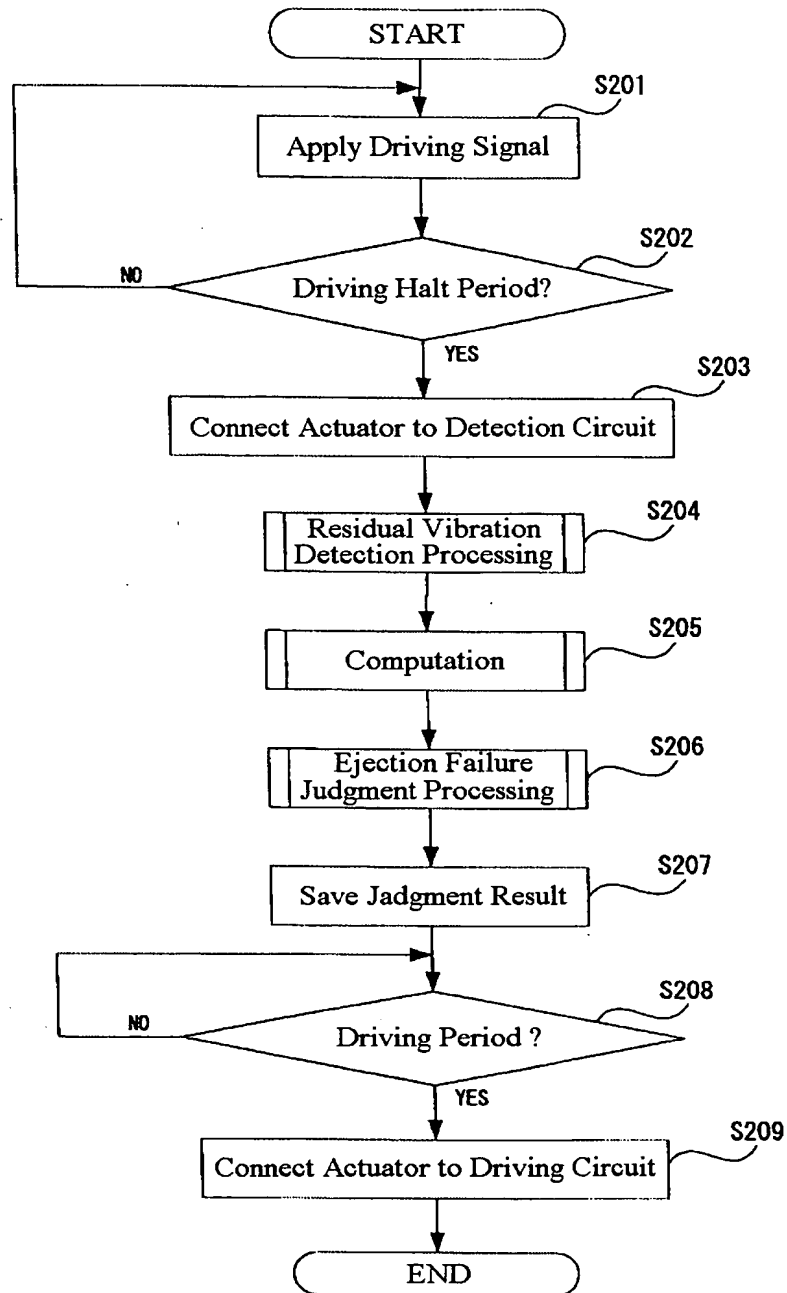 START
S201
Apply Driving Signal
S202
Driving Halt Period?
NO
YES
S203
Connect Actuator to Detection Circuit
S204
Residual Vibration
Detection Processing
S205
Computation
S206
Ejection Failure
Judgment Processing
S207
Save Jadgment Result
S208
Driving Period ?
NO
YES
S209
Connect Actuator to Driving Circuit
END